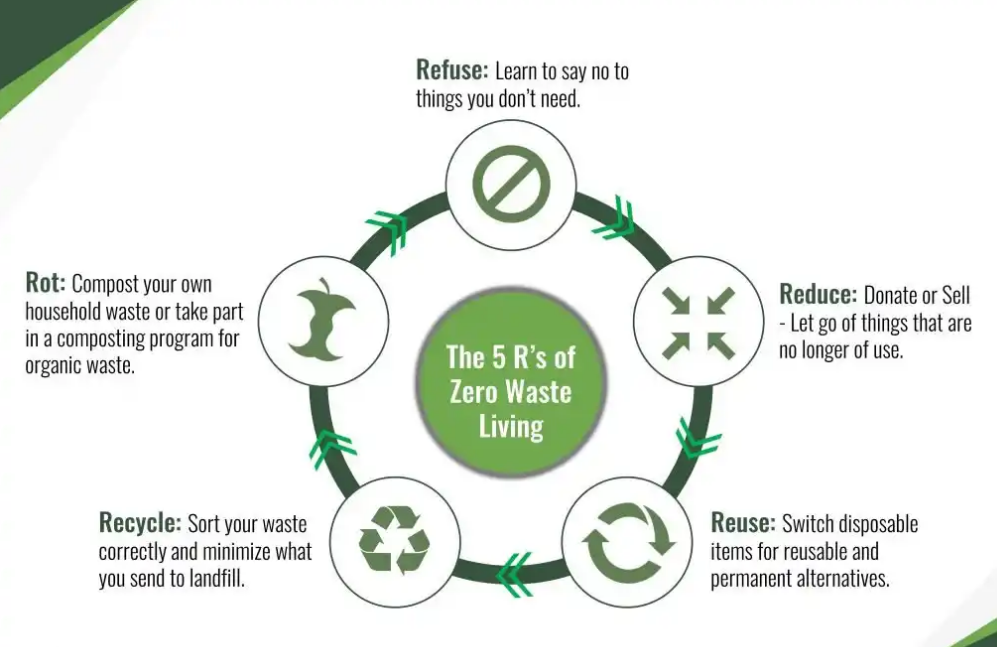 Refuse: Learn to say no to
things you don't need.
Reduce: Donate or Sell
- Let go of things that are
no longer of use.
Reuse: Switch disposable
items for reusable and
permanent alternatives.
Recycle: Sort your waste
correctly and minimize what
you send to landfill.
Rot: Compost your own
household waste or take part
in a composting program for
organic waste.
The 5 R's of
Zero Waste
Living